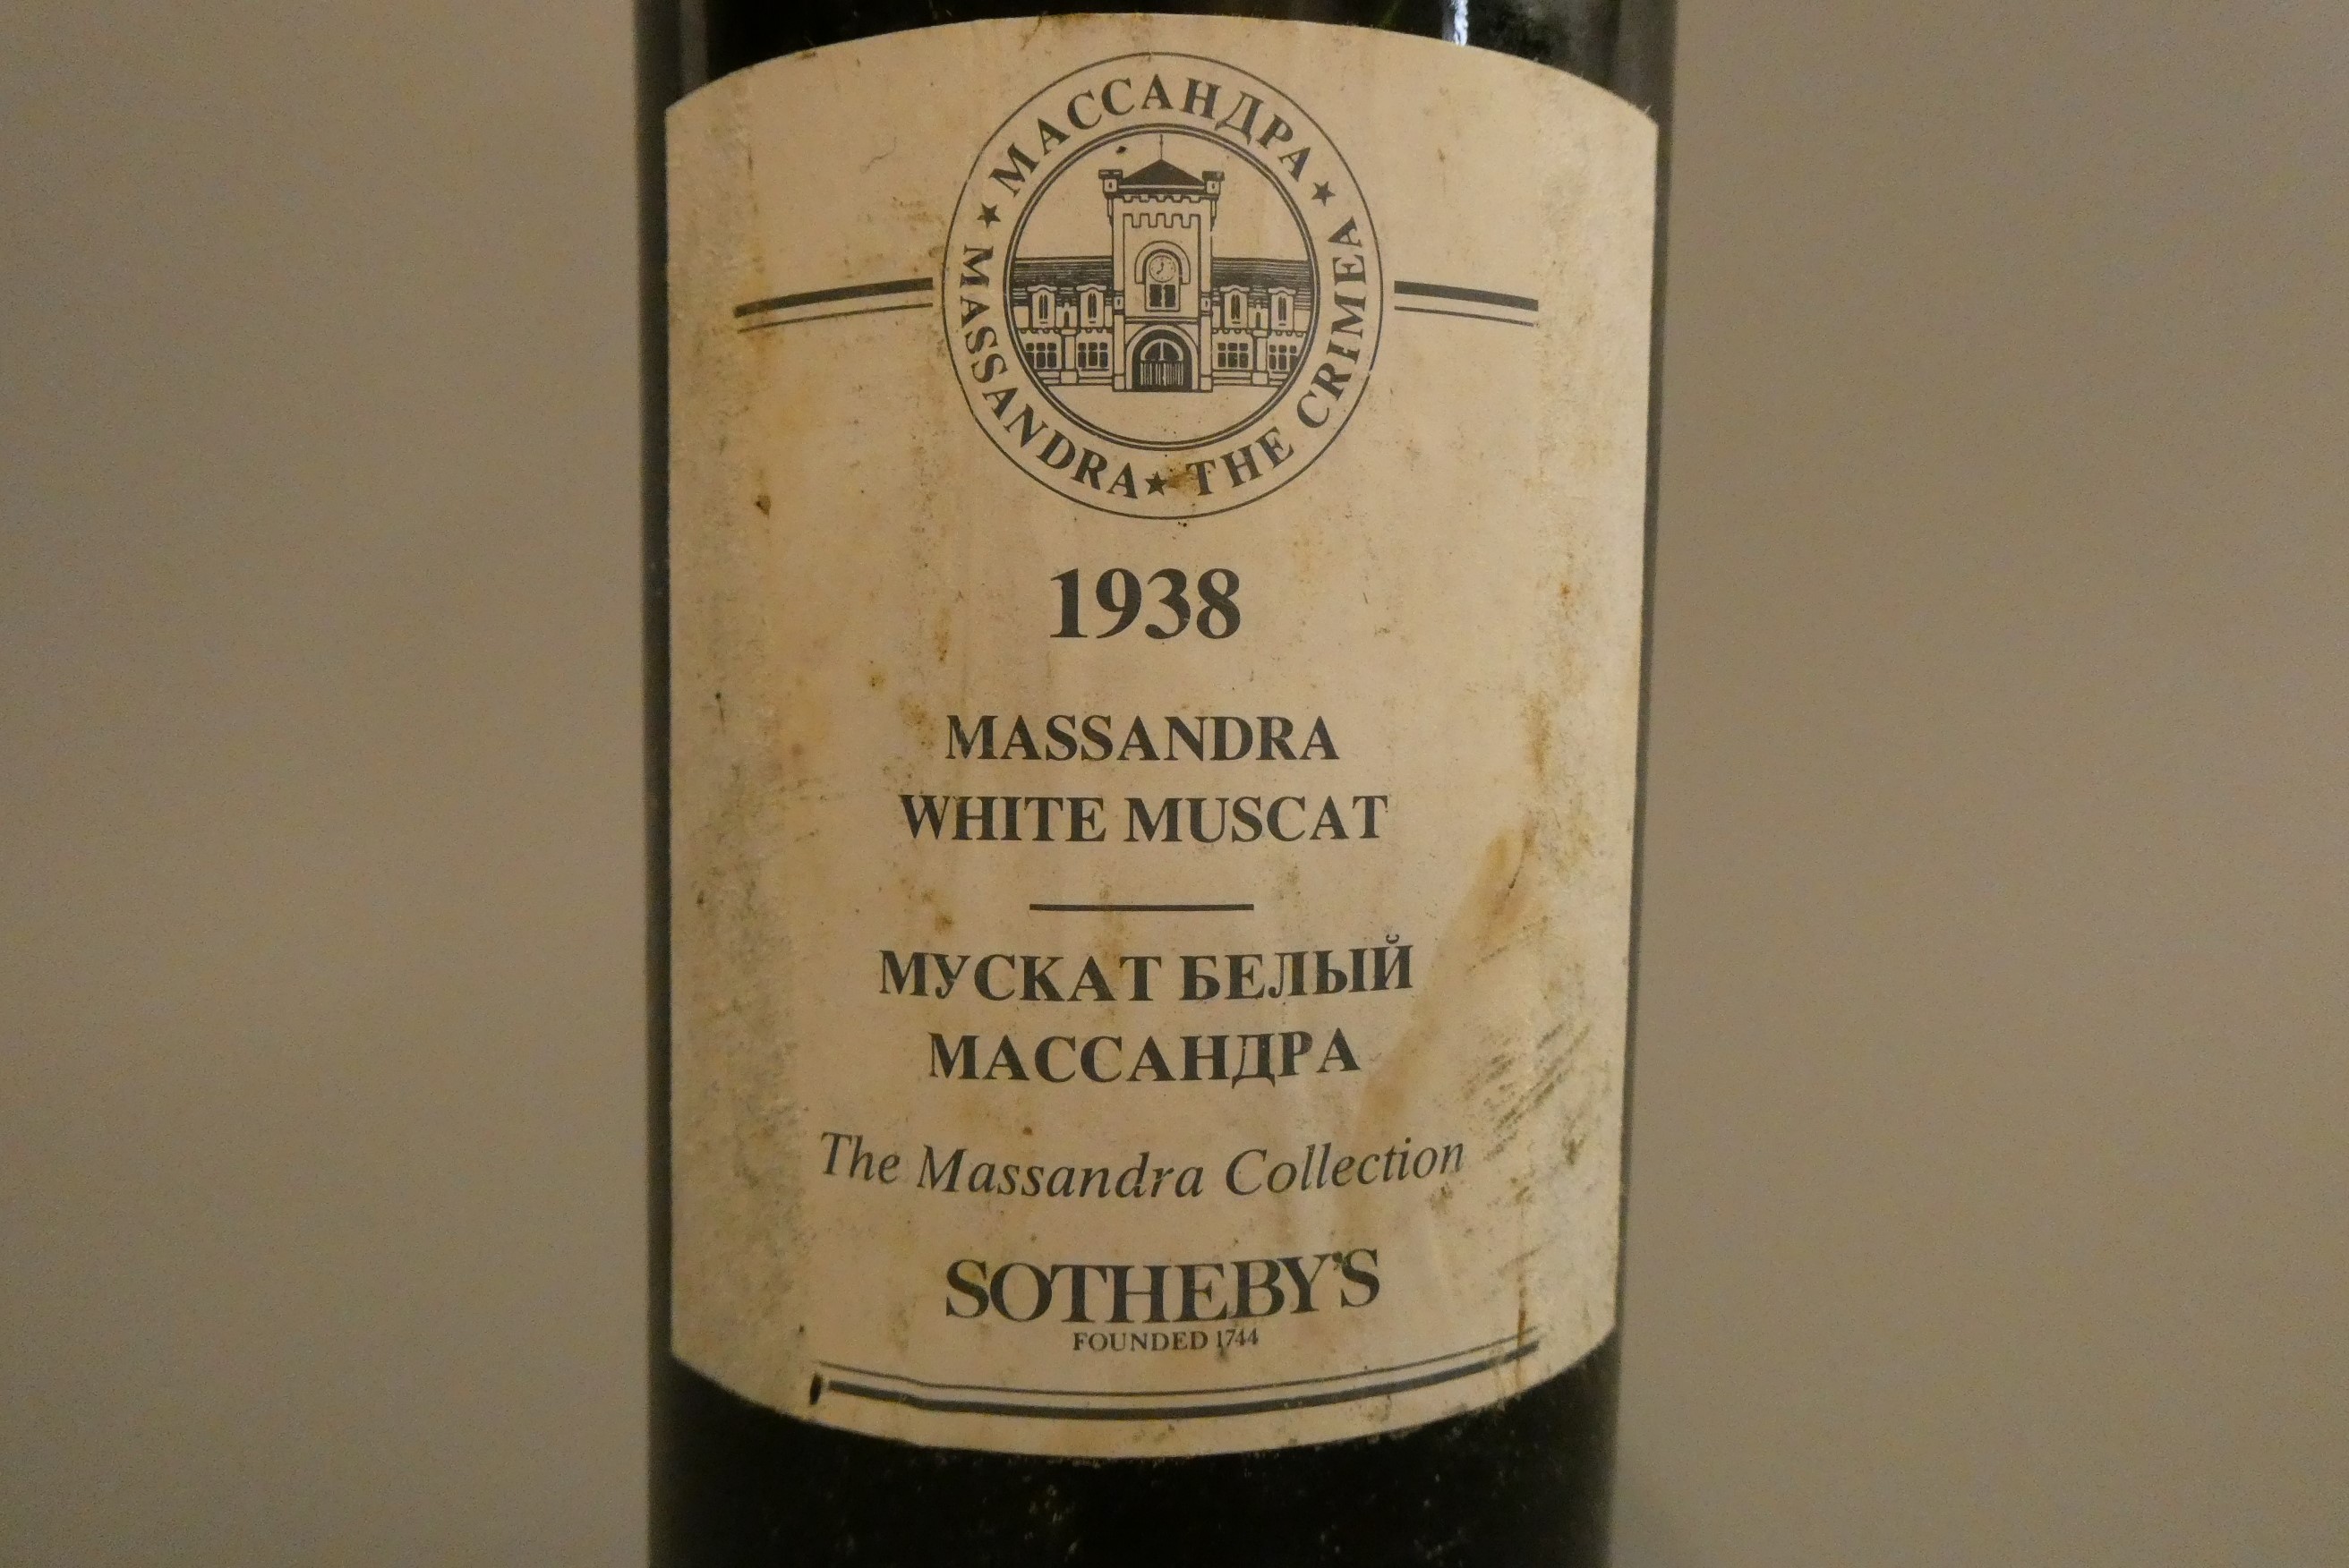 ★ МАССАНДРА ★
MASSANDRA ★ THE CRIMEA
1938
MASSANDRA
WHITE MUSCAT
МУСКАТ БЕЛЫЙ
МАССАНДРА
The Massandra Collection
SOTHEBY'S
FOUNDED 1744